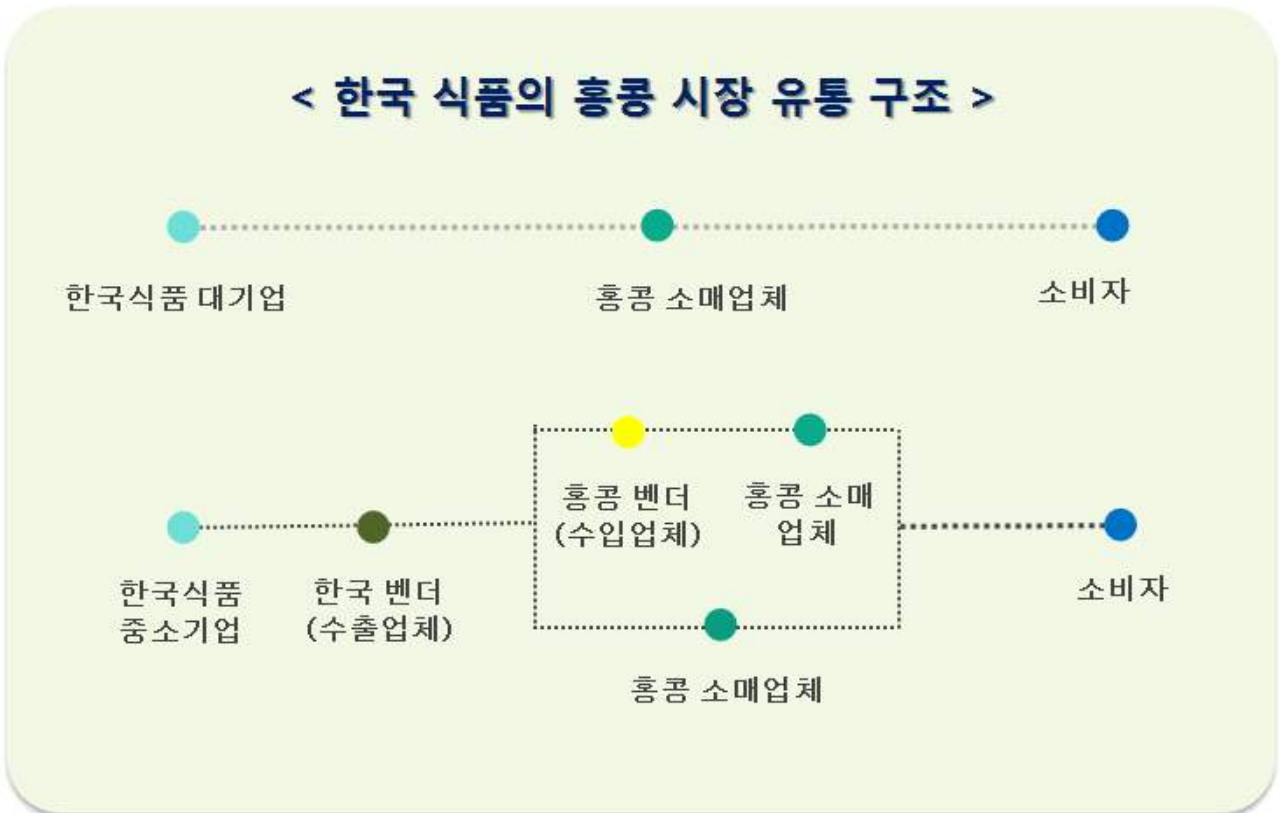 < 한국 식품의 홍콩 시장 유통 구조 >
한국식품 대기업
홍콩 소매업체
소비자
홍콩 벤더
(수입업체)
홍콩 소매
업체
한국식품
중소기업
한국 벤더
(수출업체)
소비자
홍콩 소매업체